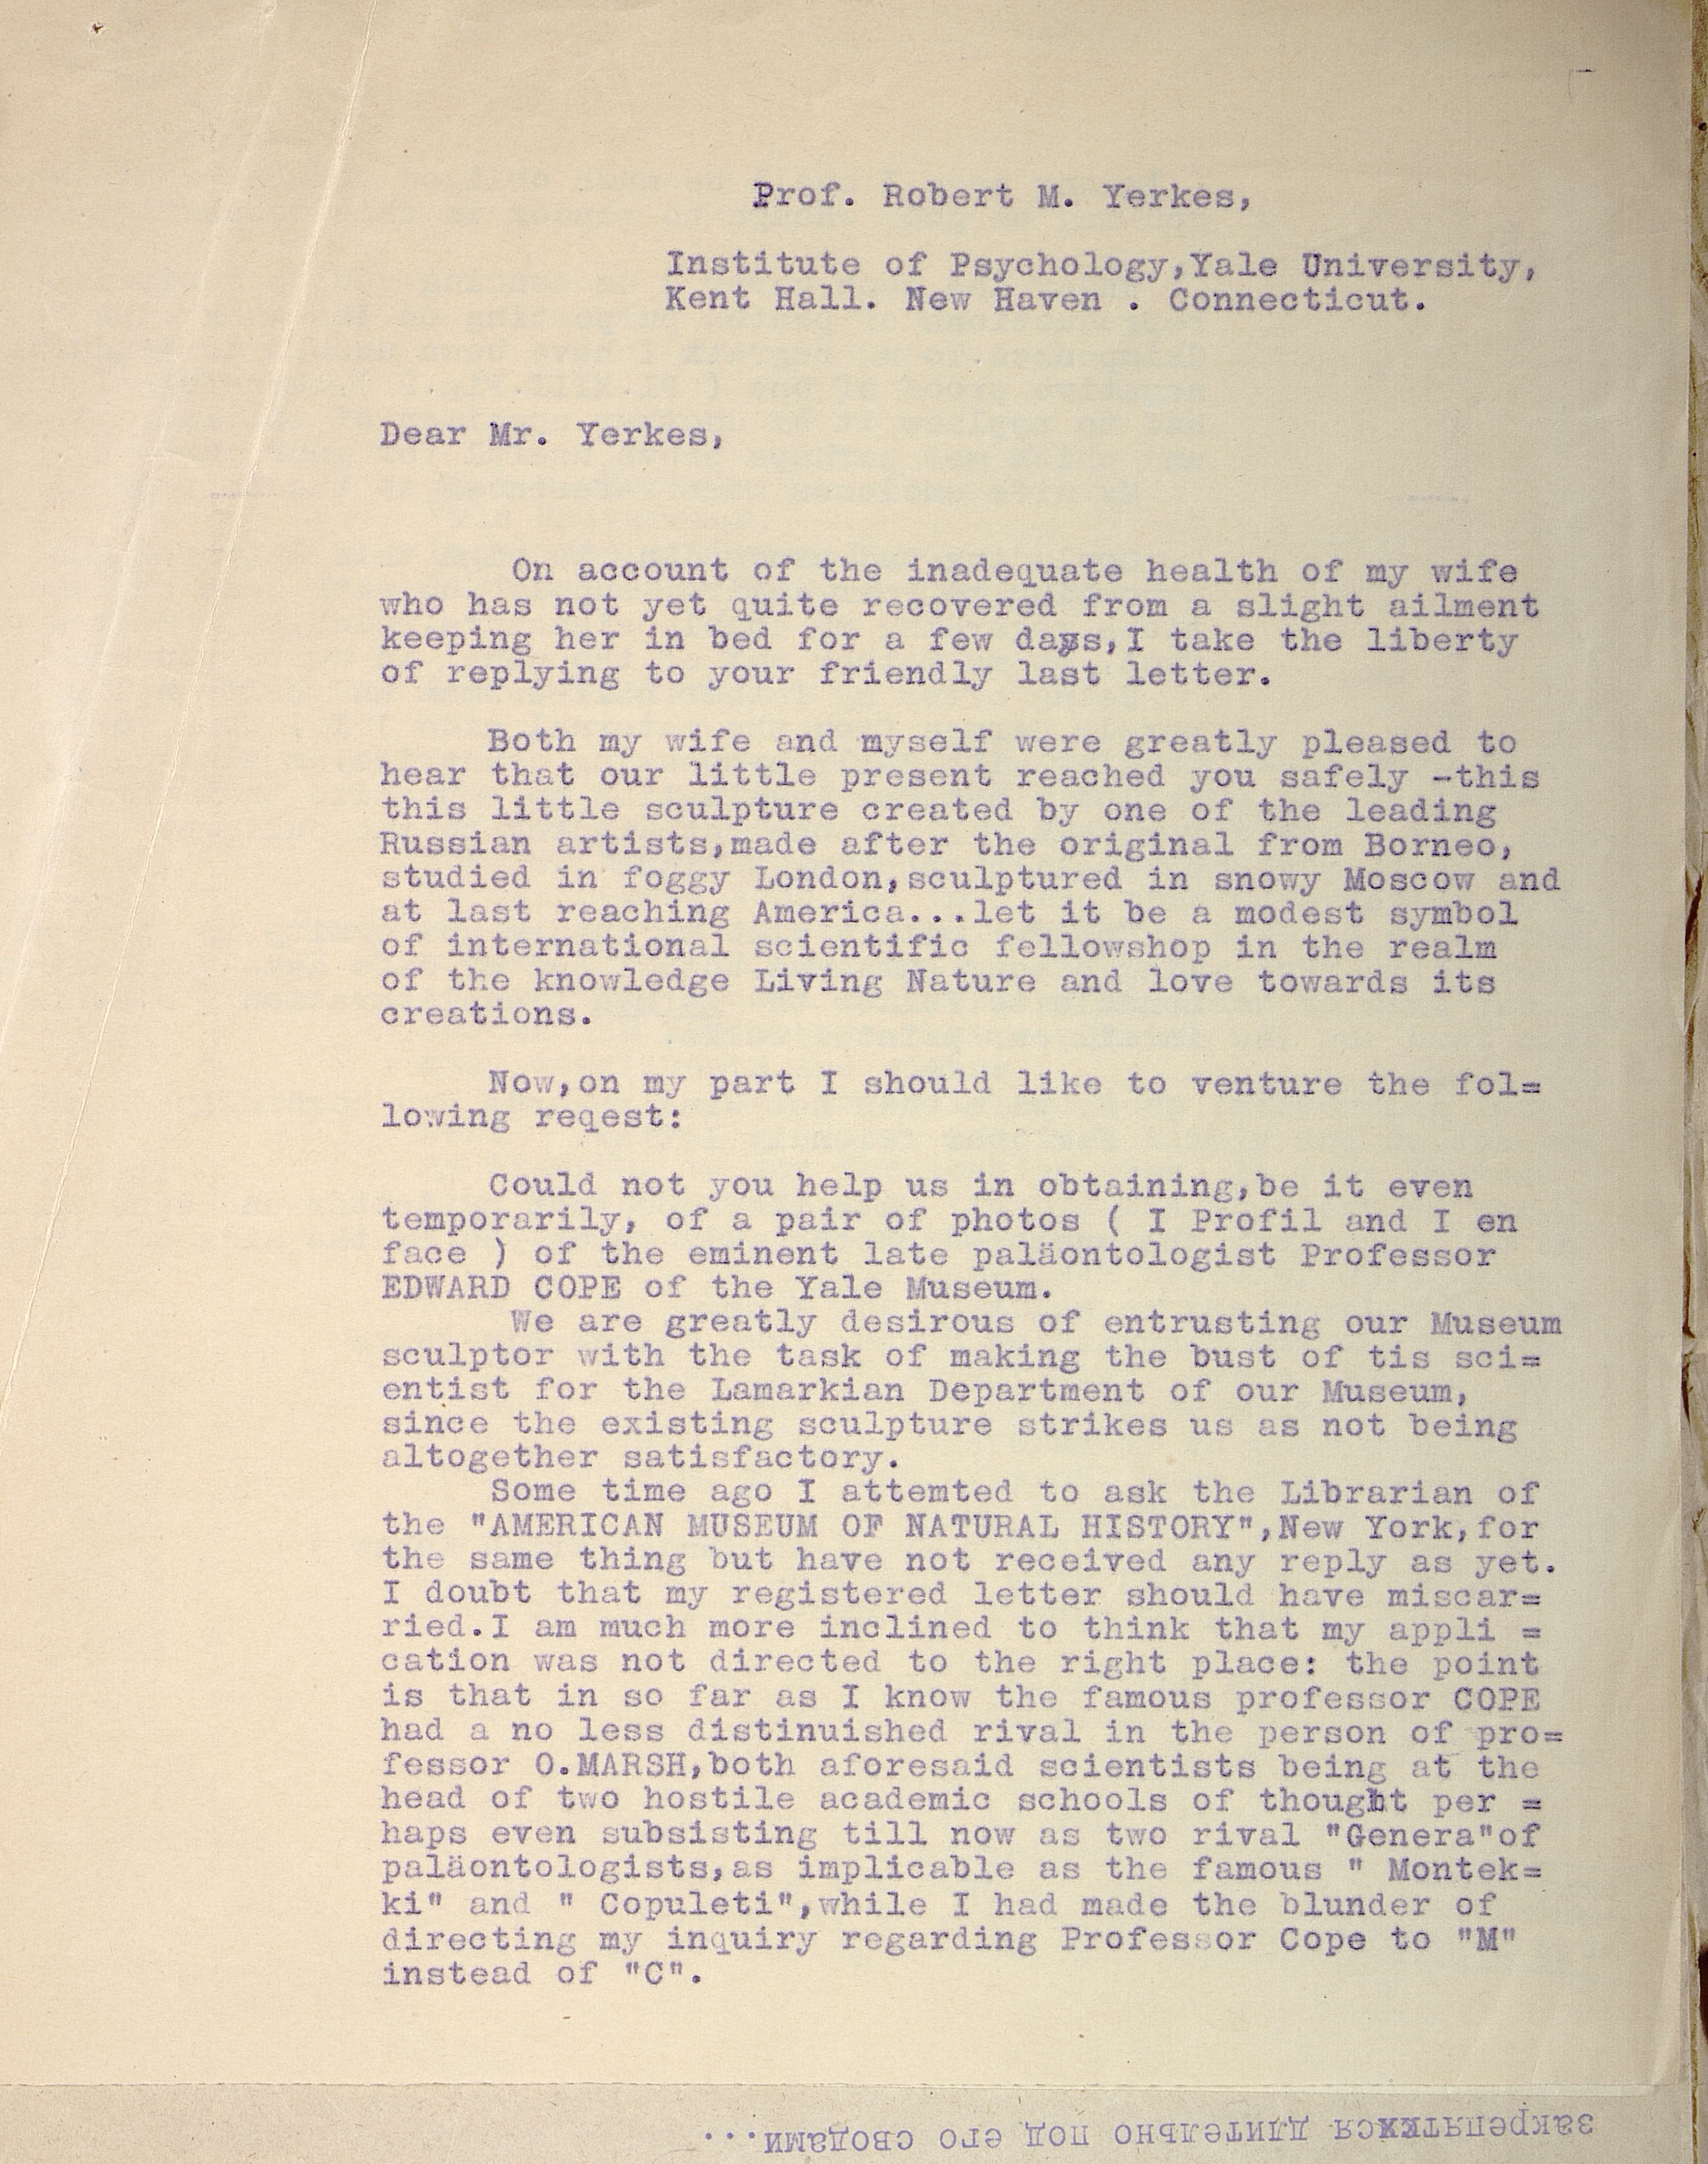 Prof. Robert M. Yerkes,
Institute of Psychology,Yale University,
Kent Hall. New Haven . Connecticut.
Dear Mr. Yerkes,
On account of the inadequate health of my wife
who has not yet quite recovered from a slight ailment
keeping her in bed for a few days,I take the liberty
of replying to your friendly last letter.
Both my wife and myself were greatly pleased to
hear that our little present reached you safely -this
this little sculpture created by one of the leading
Russian artists,made after the original from Borneo,
studied in foggy London,sculptured in snowy Moscow and
at last reaching America...let it be a modest symbol
of international scientific fellowshop in the realm
of the knowledge Living Nature and love towards its
creations.
Now,on my part I should like to venture the fol=
lowing reqest:
Could not you help us in obtaining,be it even
temporarily, of a pair of photos ( I Profil and I en
face ) of the eminent late paläontologist Professor
EDWARD COPE of the Yale Museum.
We are greatly desirous of entrusting our Museum
sculptor with the task of making the bust of tis sci=
entist for the Lamarkian Department of our Museum,
since the existing sculpture strikes us as not being
altogether satisfactory.
Some time ago I attemted to ask the Librarian of
the "AMERICAN MUSEUM OF NATURAL HISTORY",New York,for
the same thing but have not received any reply as yet.
I doubt that my registered letter should have miscar=
ried.I am much more inclined to think that my appli =
cation was not directed to the right place: the point
is that in so far as I know the famous professor COPE
had a no less distinuished rival in the person of pro=
fessor O.MARSH,both aforesaid scientists being at the
head of two hostile academic schools of thought per =
haps even subsisting till now as two rival "Genera"of
paläontologists,as implicable as the famous " Montek=
ki" and " Copuleti",while I had made the blunder of
directing my inquiry regarding Professor Cope to "M"
instead of "C".
длительно под его сводами...